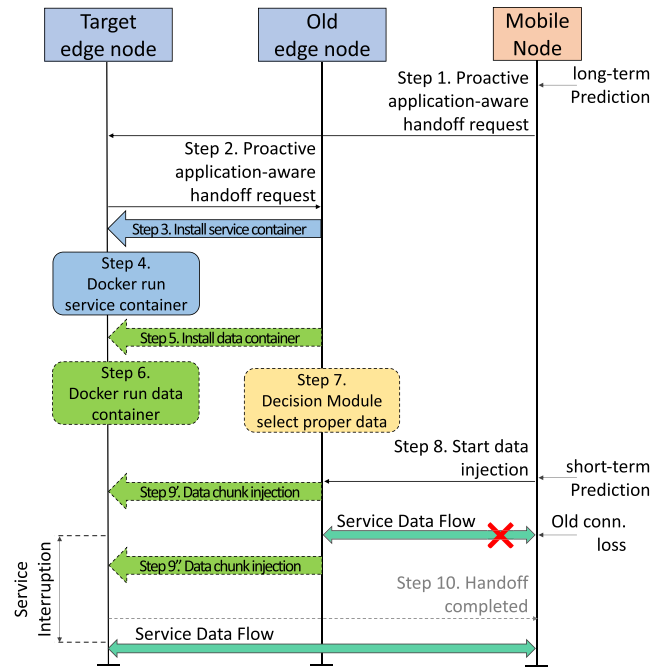 Target
edge node
Old
edge node
Mobile
Node
Step 1. Proactive
application-aware
handoff request
long-term
Prediction
Step 2. Proactive
application-aware
handoff request
Step 3. Install service container
Step 4.
Docker run
service container
Step 5. Install data container
Step 6.
Docker run data
container
Step 7.
Decision Module
select proper data
Step 8. Start data
injection
short-term
Prediction
Step 9'. Data chunk injection
Service Data Flow
Old conn.
loss
Step 9''. Data chunk injection
Service
Interruption
Step 10. Handoff
completed
Service Data Flow